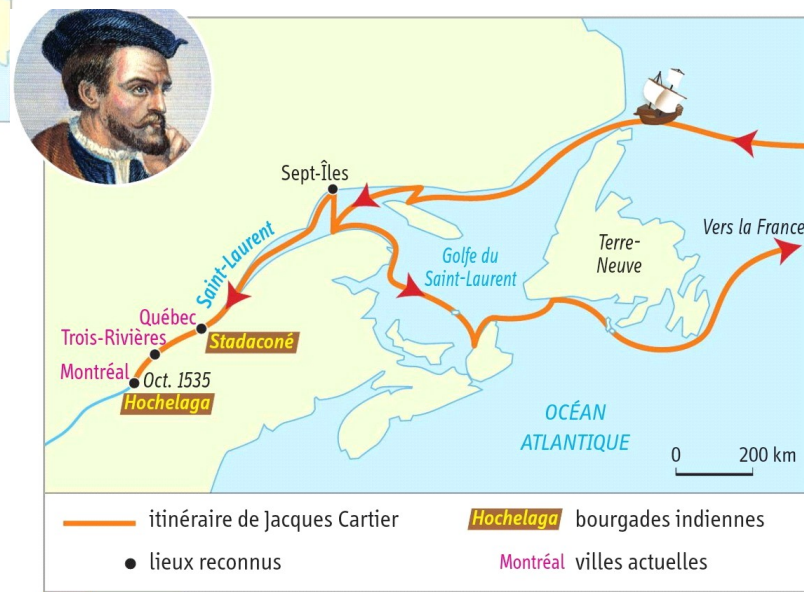 Sept-Îles
Saint-Laurent
Golfe du
Saint-Laurent
Terre-
Neuve
Vers la France
Québec
Stadaconé
Trois-Rivières
Montréal
Oct. 1535
Hochelaga
OCÉAN
ATLANTIQUE
0 200 km
itinéraire de Jacques Cartier
Hochelaga bourgades indiennes
lieux reconnus
Montréal villes actuelles